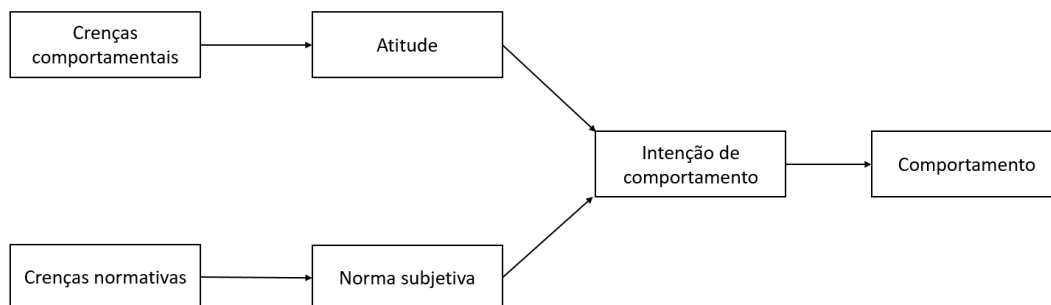 Crenças
comportamentais
Atitude
Intenção de
comportamento
Comportamento
Crenças normativas
Norma subjetiva